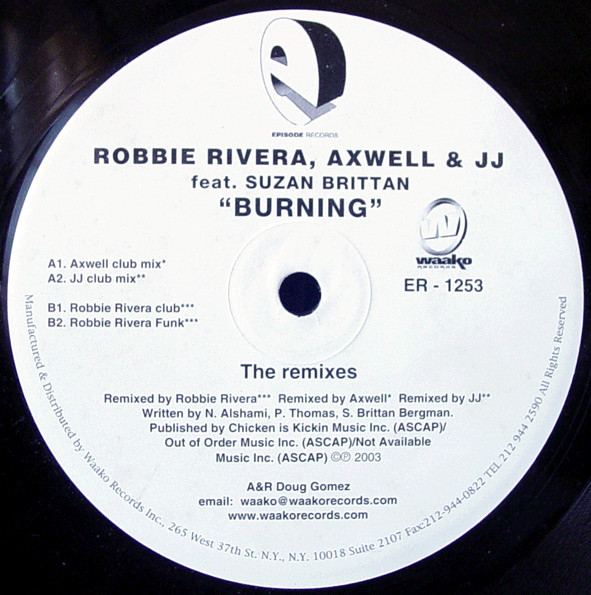 EPISODE RECORDS
ROBBIE RIVERA, AXWELL & JJ
feat. SUZAN BRITTAN
“BURNING”
waako
RECORDS
ER - 1253
A1. Axwell club mix*
A2. JJ club mix**
B1. Robbie Rivera club***
B2. Robbie Rivera Funk***
The remixes
Remixed by Robbie Rivera*** Remixed by Axwell* Remixed by JJ**
Written by N. Alshami, P. Thomas, S. Brittan Bergman.
Published by Chicken is Kickin Music Inc. (ASCAP)/
Out of Order Music Inc. (ASCAP)/Not Available
Music Inc. (ASCAP) ©℗ 2003
A&R Doug Gomez
email: waako@waakorecords.com
www.waakorecords.com
Manufactured & Distributed by Waako Records Inc. 265 West 37th St. N.Y., N.Y. 10018 Suite 2107 Fax:212-944-0822 TEL 212 944 2590 All Rights Reserved